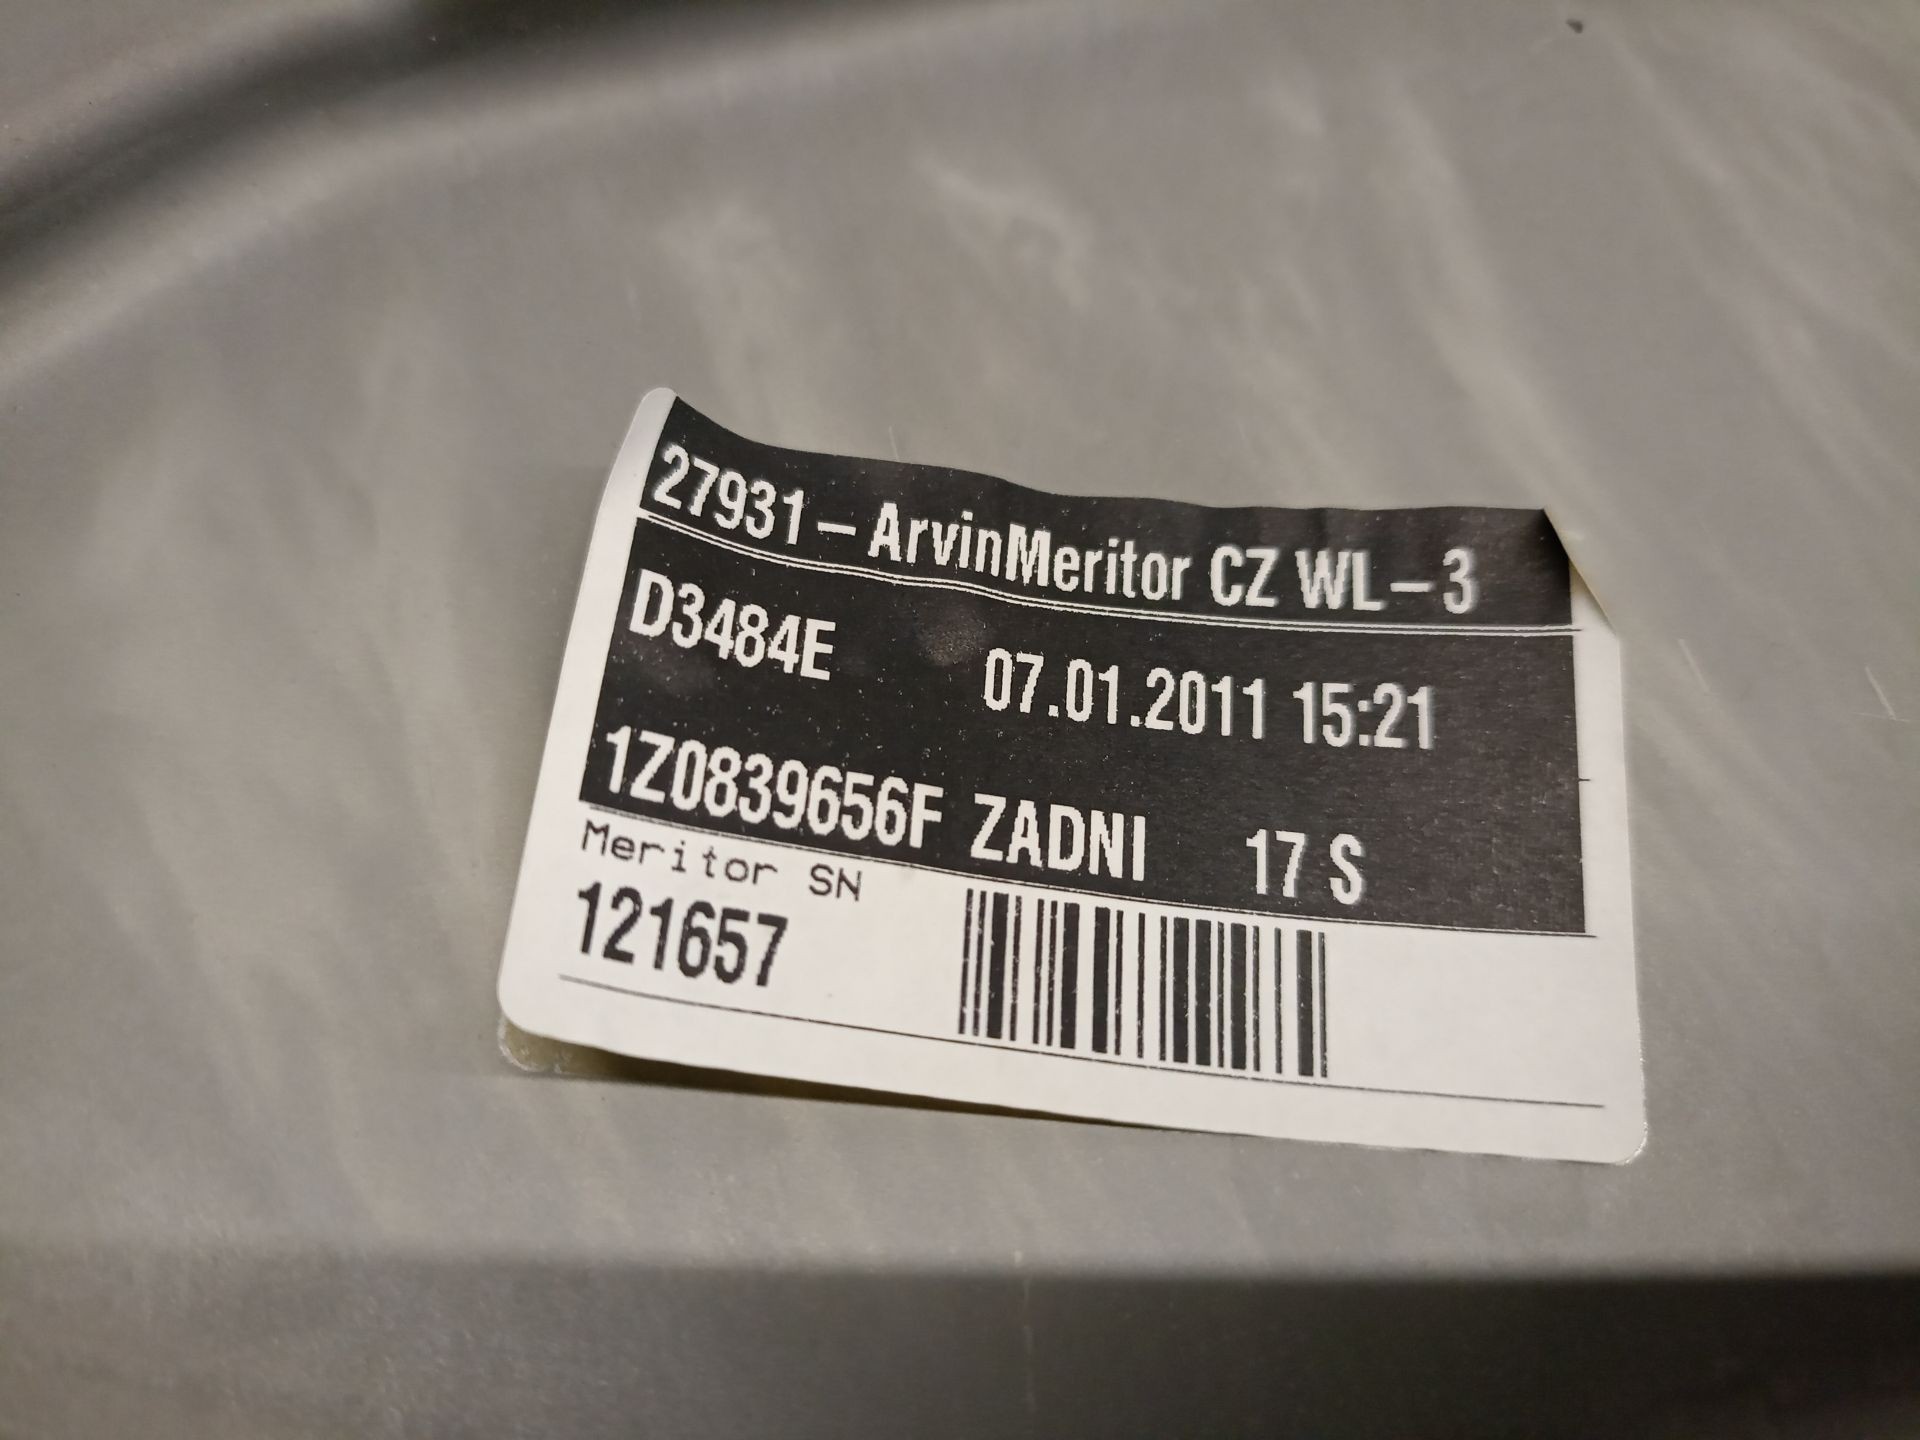 27931 – ArvinMeritor CZ WL – 3
D3484E 07.01.2011 15:21
1Z0839656F ZADNI 17 S
Meritor SN
121657